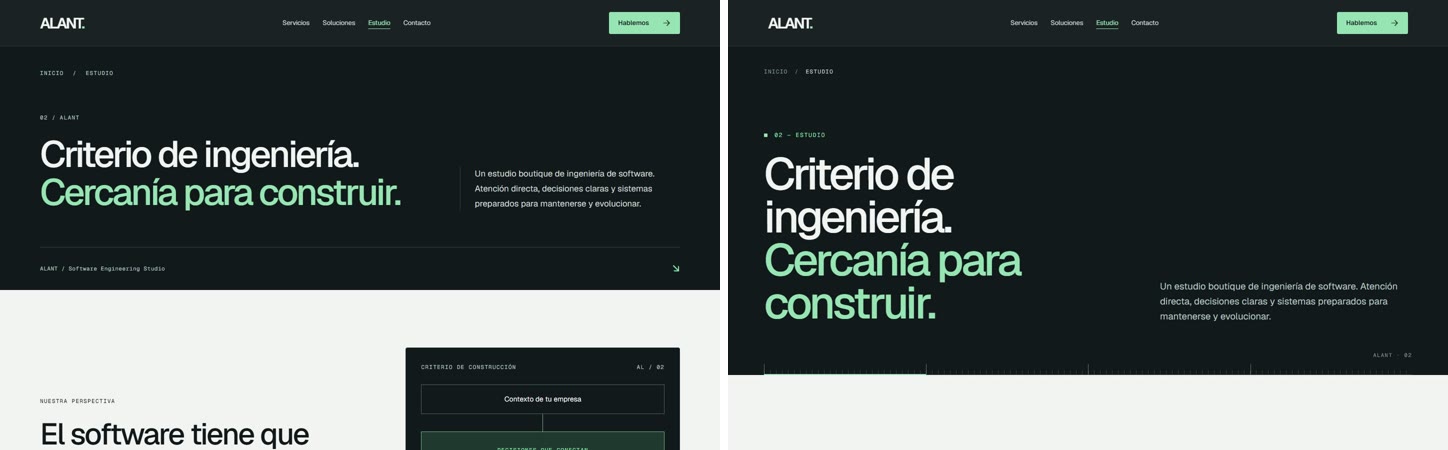 ALANT.
Servicios
Soluciones
Estudio
Contacto
Hablemos
INICIO / ESTUDIO
02 / ALANT
Criterio de ingeniería.
Cercanía para construir.
Un estudio boutique de ingeniería de software.
Atención directa, decisiones claras y sistemas
preparados para mantenerse y evolucionar.
ALANT / Software Engineering Studio
NUESTRA PERSPECTIVA
El software tiene que
CRITERIO DE CONSTRUCCIÓN
AL / 02
Contexto de tu empresa
DECISIONES QUE CONECTAN
ALANT.
Servicios
Soluciones
Estudio
Contacto
Hablemos
INICIO / ESTUDIO
02 — ESTUDIO
Criterio de
ingeniería.
Cercanía para
construir.
Un estudio boutique de ingeniería de software. Atención
directa, decisiones claras y sistemas preparados para
mantenerse y evolucionar.
ALANT · 02